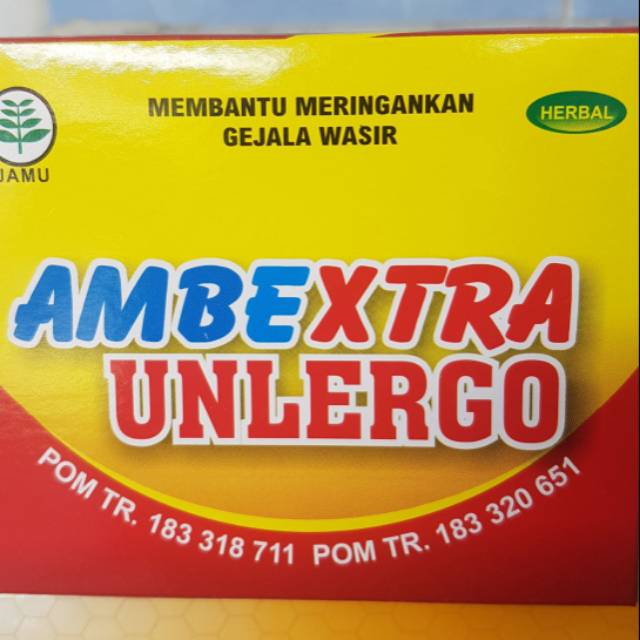 MEMBANTU MERINGANKAN
GEJALA WASIR
HERBAL
JAMU
AMBEXTRA
UNLERGO
POM TR. 183 318 711 POM TR. 183 320 651